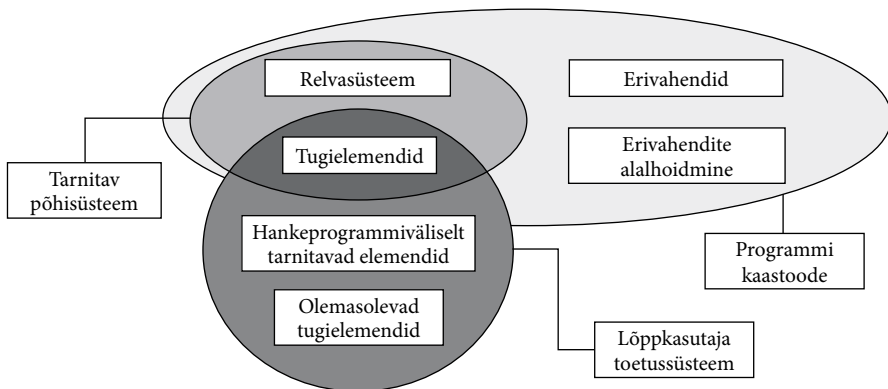 Relvasüsteem
Erivahendid
Tugielemendid
Erivahendite
alalhoidmine
Tarnitav
põhisüsteem
Hankeprogrammiväliselt
tarnitavad elemendid
Programmi
kaastoode
Olemasolevad
tugielemendid
Lõppkasutaja
toetussüsteem